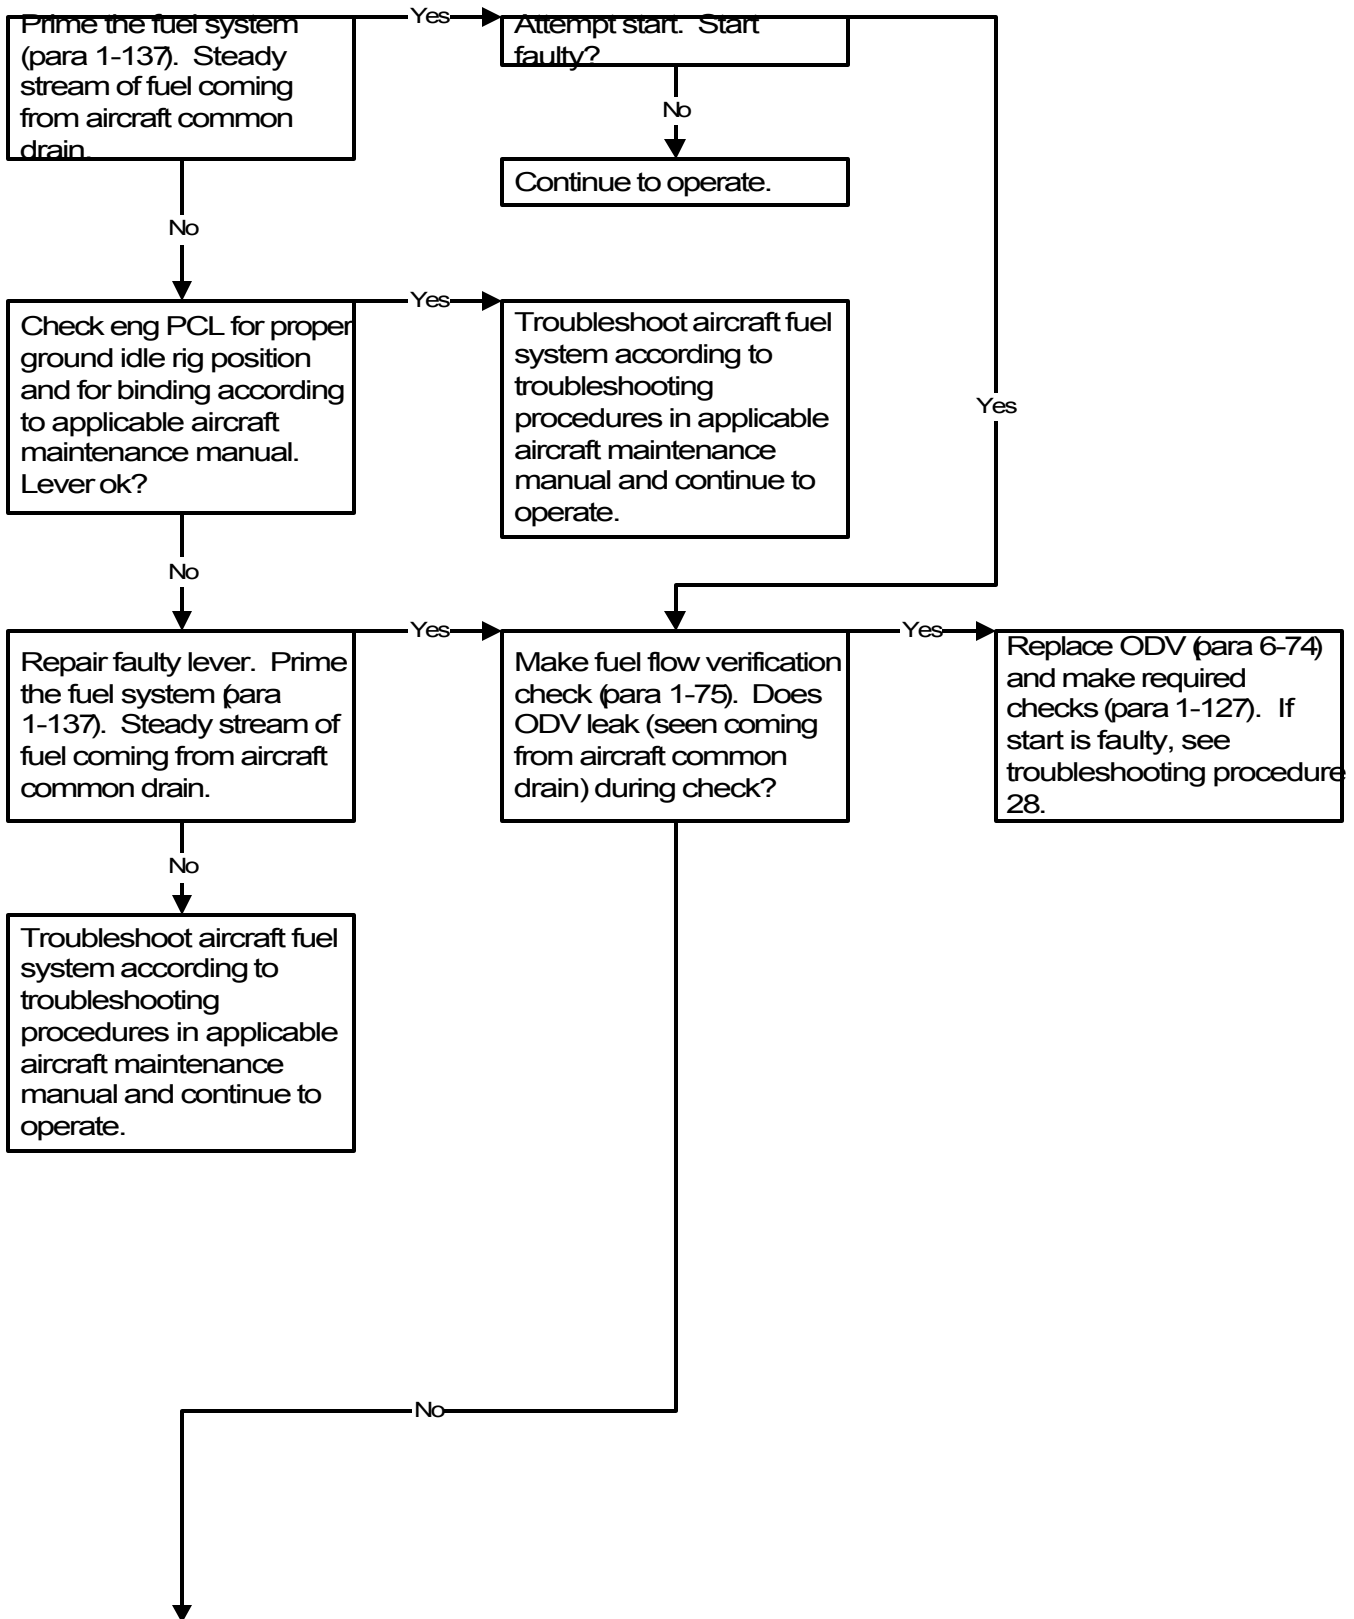 Prime the fuel system
(para 1-137). Steady
stream of fuel coming
from aircraft common
drain.
Yes
Attempt start. Start
faulty?
No
Continue to operate.
Yes
No
Check eng PCL for proper
ground idle rig position
and for binding according
to applicable aircraft
maintenance manual.
Lever ok?
Yes
Troubleshoot aircraft fuel
system according to
troubleshooting
procedures in applicable
aircraft maintenance
manual and continue to
operate.
No
Repair faulty lever. Prime
the fuel system (para
1-137). Steady stream of
fuel coming from aircraft
common drain.
Yes
Make fuel flow verification
check (para 1-75). Does
ODV leak (seen coming
from aircraft common
drain) during check?
Yes
Replace ODV (para 6-74)
and make required
checks (para 1-127). If
start is faulty, see
troubleshooting procedure
28.
No
Troubleshoot aircraft fuel
system according to
troubleshooting
procedures in applicable
aircraft maintenance
manual and continue to
operate.
No